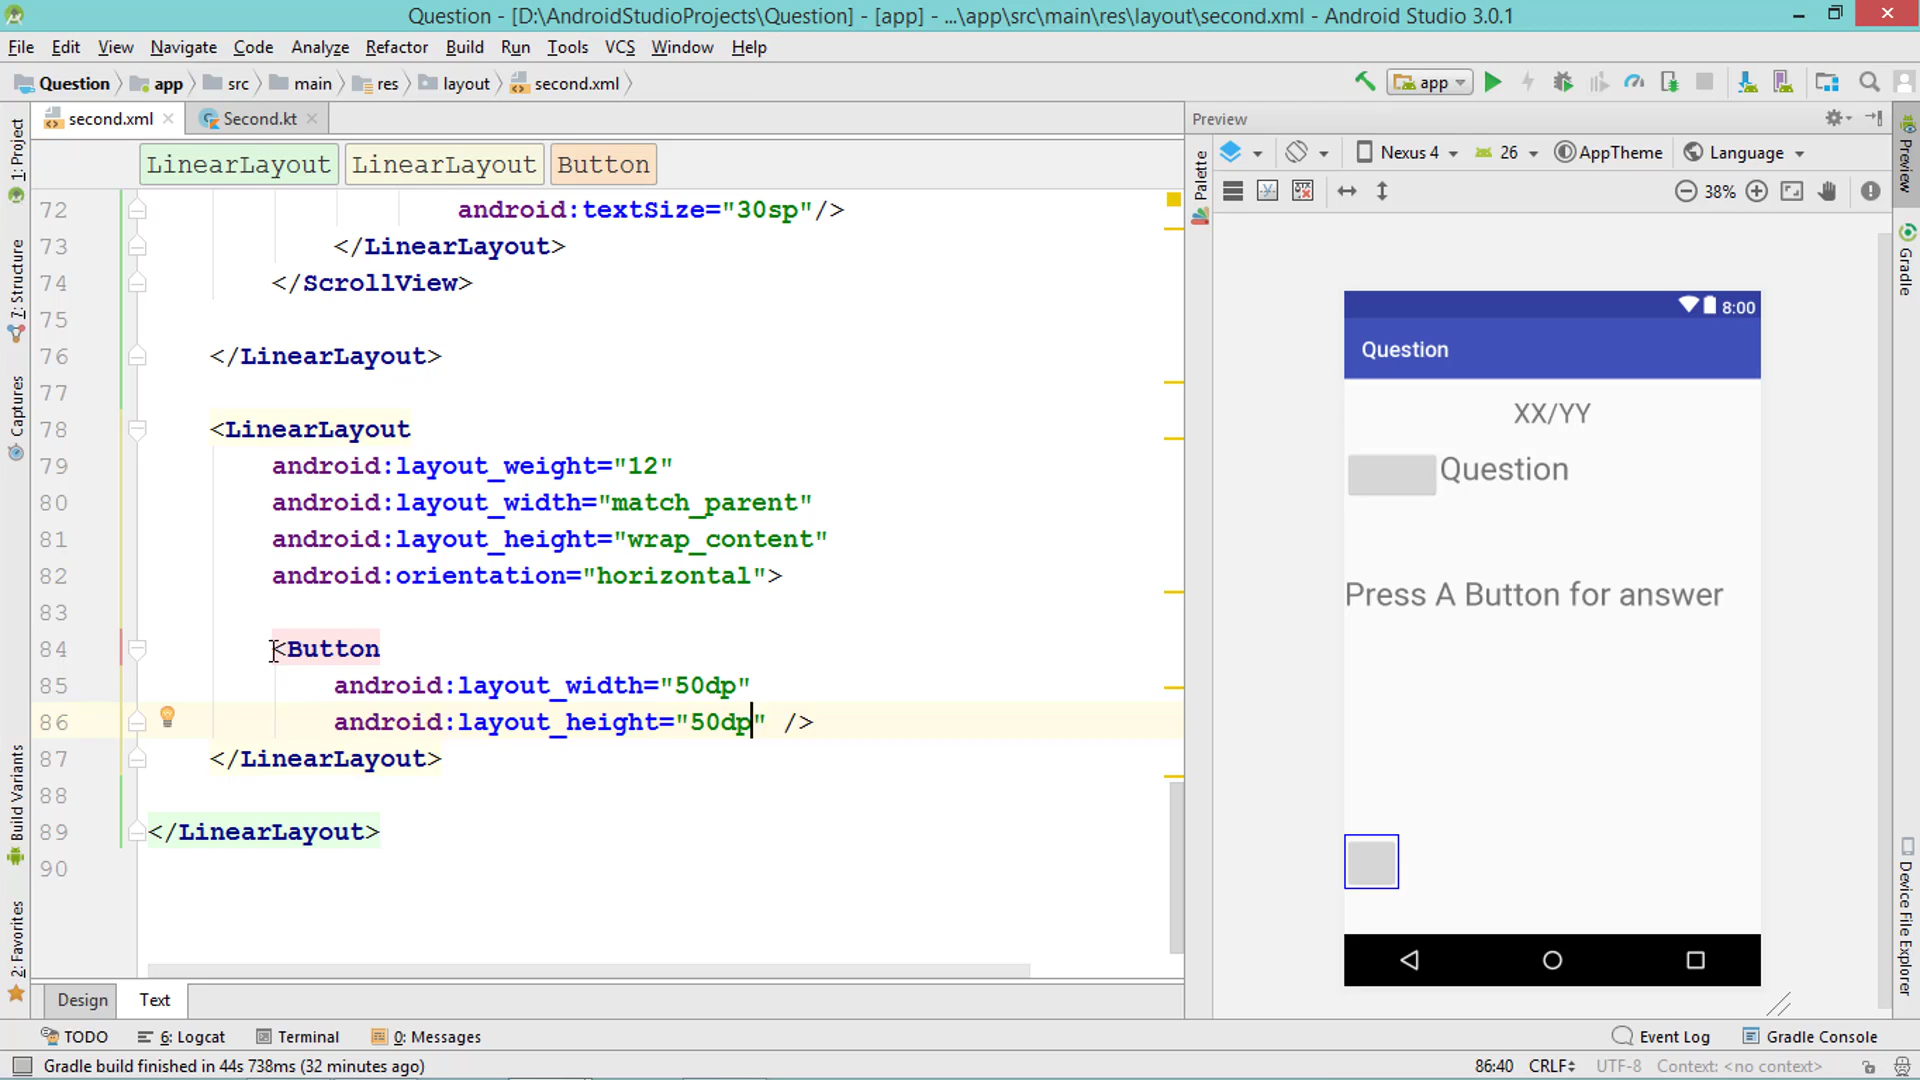 Question - [D:\AndroidStudioProjects\Question] - [app] - ...\app\src\main\res\layout\second.xml - Android Studio 3.0.1
File Edit View Navigate Code Analyze Refactor Build Run Tools VCS Window Help
Question app src main res layout second.xml
app
second.xml Second.kt
Preview
LinearLayout LinearLayout Button
Nexus 4 26 AppTheme Language
38%
1: Project
7: Structure
Captures
Build Variants
2: Favorites
72 android:textSize="30sp"/>
73 </LinearLayout>
74 </ScrollView>
75
76 </LinearLayout>
77
78 <LinearLayout
79 android:layout_weight="12"
80 android:layout_width="match_parent"
81 android:layout_height="wrap_content"
82 android:orientation="horizontal">
83
84 <Button
85 android:layout_width="50dp"
86 android:layout_height="50dp" />
87 </LinearLayout>
88
89 </LinearLayout>
90
Palette
8:00
Question
XX/YY
Question
Press A Button for answer
Preview
Gradle
Device File Explorer
Design Text
TODO 6: Logcat Terminal 0: Messages Event Log Gradle Console
Gradle build finished in 44s 738ms (32 minutes ago) 86:40 CRLF UTF-8 Context: <no context>